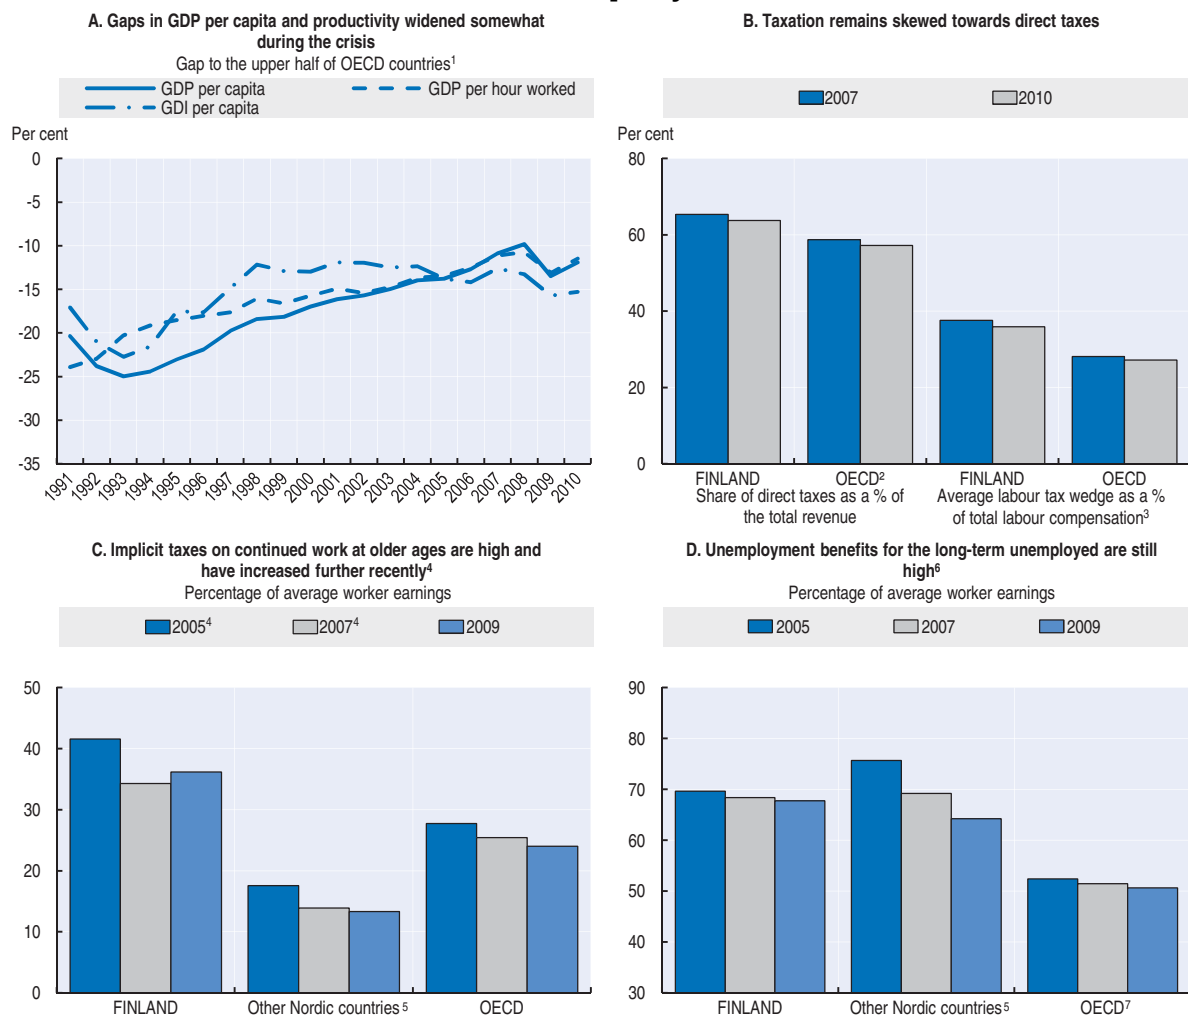 A. Gaps in GDP per capita and productivity widened somewhat
during the crisis
Gap to the upper half of OECD countries¹
GDP per capita
GDP per hour worked
GDI per capita
Per cent
0
-5
-10
-15
-20
-25
-30
-35
1991
1992
1993
1994
1995
1996
1997
1998
1999
2000
2001
2002
2003
2004
2005
2006
2007
2008
2009
2010
B. Taxation remains skewed towards direct taxes
2007
2010
Per cent
80
60
40
20
0
FINLAND
OECD²
FINLAND
OECD
Share of direct taxes as a % of
the total revenue
Average labour tax wedge as a %
of total labour compensation³
C. Implicit taxes on continued work at older ages are high and
have increased further recently⁴
Percentage of average worker earnings
2005⁴
2007⁴
2009
50
40
30
20
10
0
FINLAND
Other Nordic countries⁵
OECD
D. Unemployment benefits for the long-term unemployed are still
high⁶
Percentage of average worker earnings
2005
2007
2009
90
80
70
60
50
40
30
FINLAND
Other Nordic countries⁵
OECD⁷